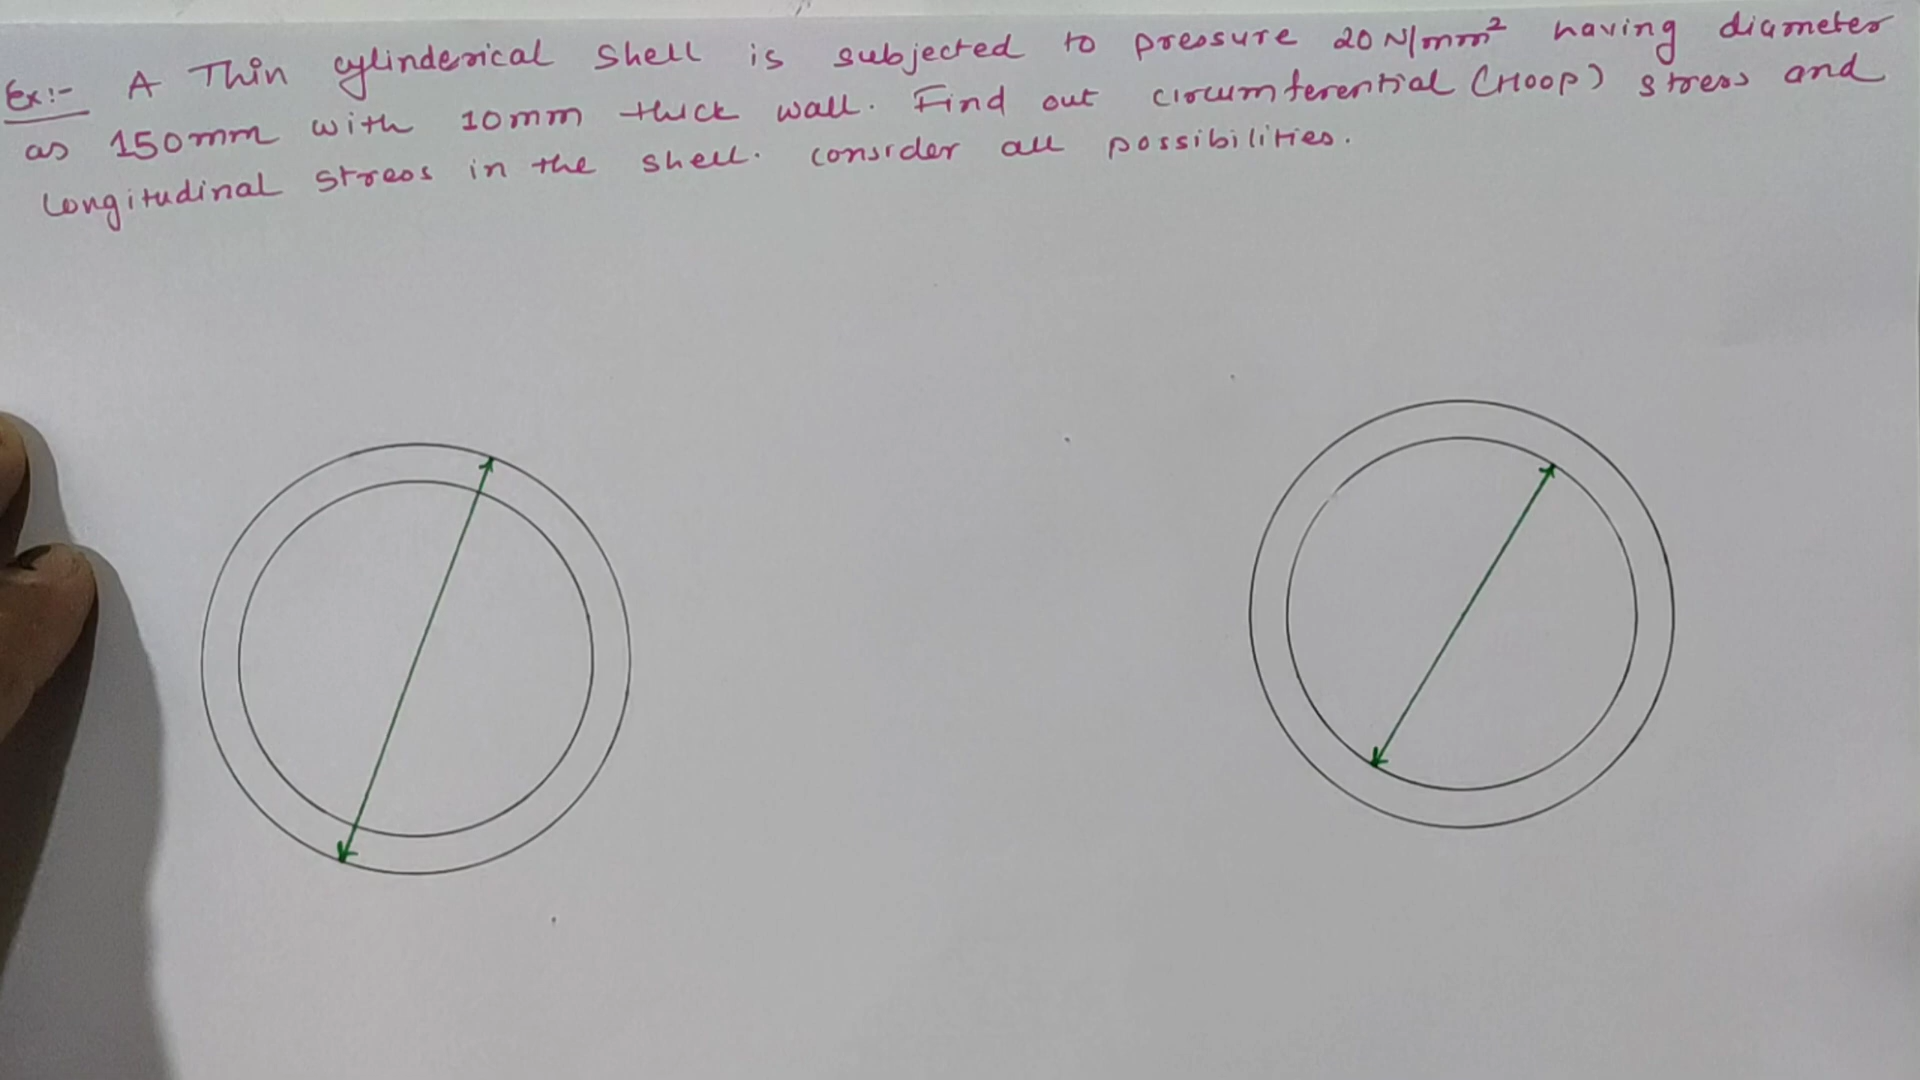 Ex:- A Thin cylinderical shell is subjected to pressure 20 N/mm² having diameter
as 150mm with 10mm thick wall. Find out circumferential (Hoop) stress and
Longitudinal stress in the shell. consider all possibilities.